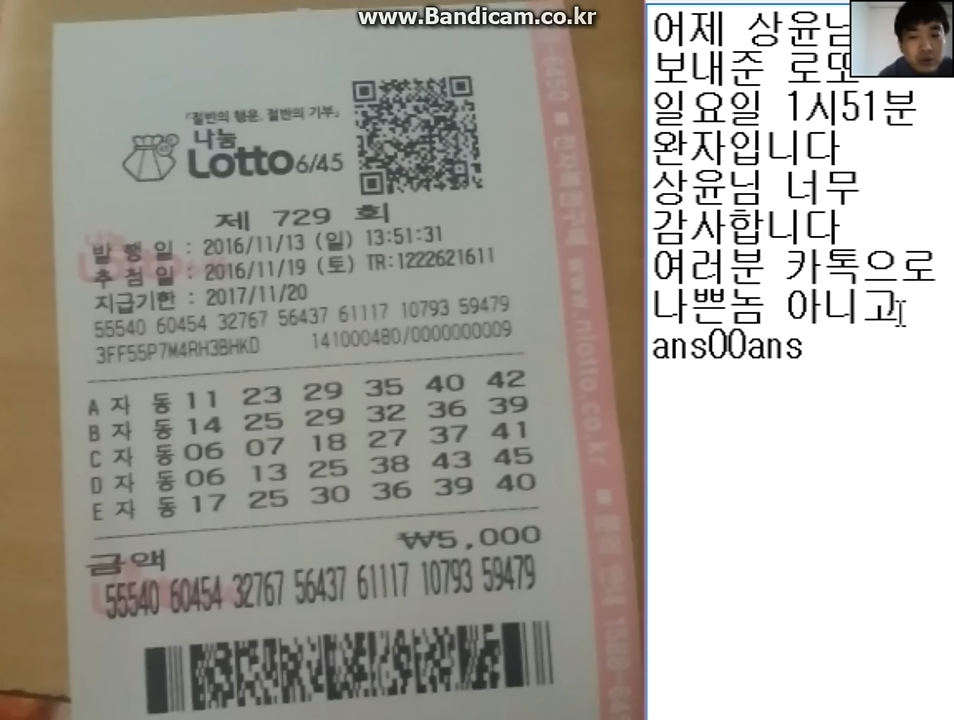 www.Bandicam.co.kr
『절반의 행운, 절반의 기부』
나눔
Lotto 6/45
제 729 회
발 행 일 : 2016/11/13 (일) 13:51:31
추 첨 일 : 2016/11/19 (토) TR:1222621611
지급기한 : 2017/11/20
55540 60454 32767 56437 61117 10793 59479
3FF55P7M4RH3BHKD 141000480/0000000009
A 자 동 11 23 29 35 40 42
B 자 동 14 25 29 32 36 39
C 자 동 06 07 18 27 37 41
D 자 동 06 13 25 38 43 45
E 자 동 17 25 30 36 39 40
금액 ₩5,000
55540 60454 32767 56437 61117 10793 59479
www.nlotto.co.kr
어제 상윤님
보내준 로또
일요일 1시51분
완자입니다
상윤님 너무
감사합니다
여러분 카톡으로
나쁜놈 아니고
ans00ans